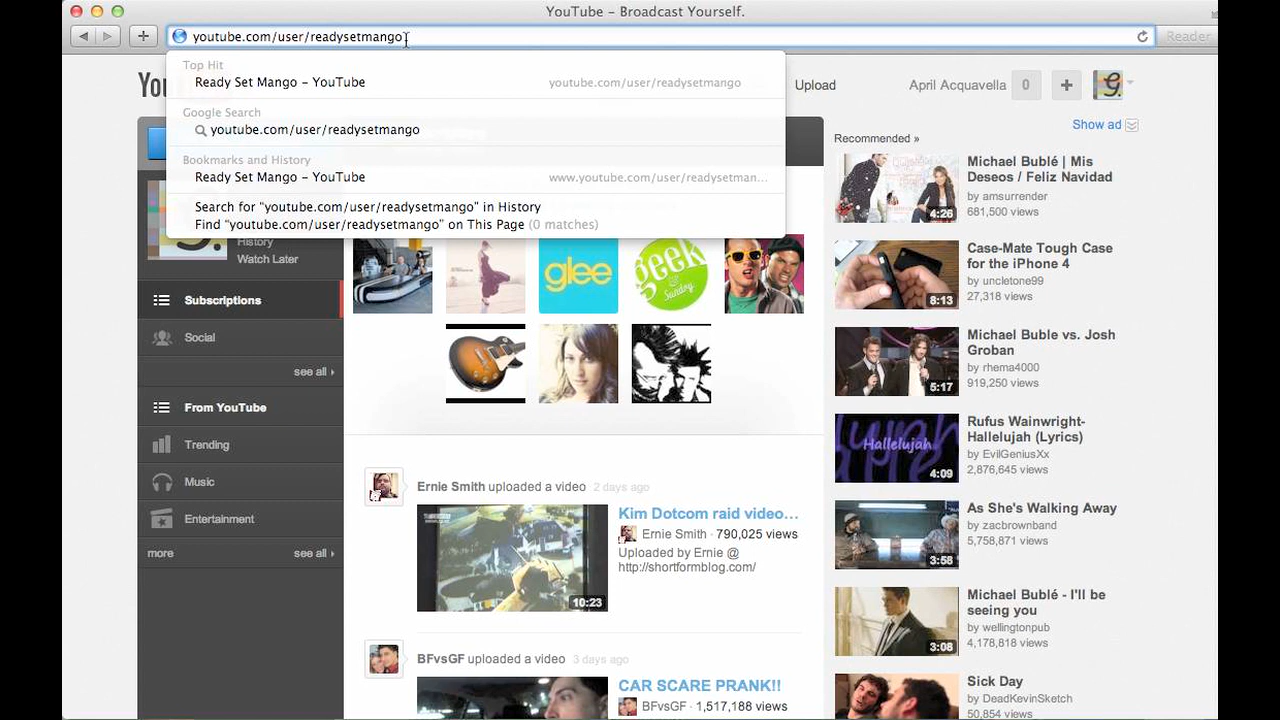 YouTube – Broadcast Yourself.
youtube.com/user/readysetmango
Reader
Top Hit
Ready Set Mango – YouTube youtube.com/user/readysetmango
Google Search
youtube.com/user/readysetmango
Bookmarks and History
Ready Set Mango – YouTube www.youtube.com/user/readysetman...
Search for "youtube.com/user/readysetmango" in History
Find "youtube.com/user/readysetmango" on This Page (0 matches)
You
Upload
April Acquavella
0
g.
Show ad
History
Watch Later
Subscriptions
Social
see all
From YouTube
Trending
Music
Entertainment
more see all
glee
geek
& Sundry
Ernie Smith uploaded a video 2 days ago
Kim Dotcom raid video…
Ernie Smith · 790,025 views
Uploaded by Ernie @
http://shortformblog.com/
10:23
BFvsGF uploaded a video 3 days ago
CAR SCARE PRANK!!
BFvsGF · 1,517,188 views
Recommended »
Michael Bublé | Mis
Deseos / Feliz Navidad
by amsurrender
681,500 views
4:26
Case-Mate Tough Case
for the iPhone 4
by uncletone99
27,318 views
8:13
Michael Buble vs. Josh
Groban
by rhema4000
919,250 views
5:17
Rufus Wainwright-
Hallelujah (Lyrics)
by EvilGeniusXx
2,876,645 views
Hallelujah
4:09
As She's Walking Away
by zacbrownband
5,758,871 views
3:58
Michael Bublé - I'll be
seeing you
by wellingtonpub
4,178,818 views
3:08
Sick Day
by DeadKevinSketch
50,854 views